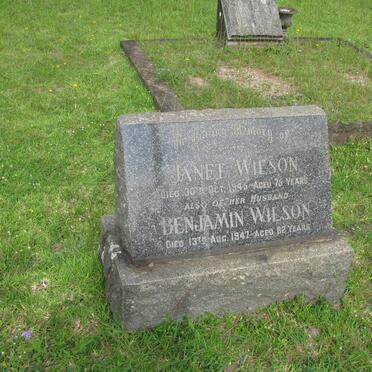 In loving memory of
JANET WILSON
DIED 30TH OCT. 1945 - AGED 75 YEARS
ALSO OF HER HUSBAND
BENJAMIN WILSON
DIED 13TH AUG. 1947 - AGED 82 YEARS